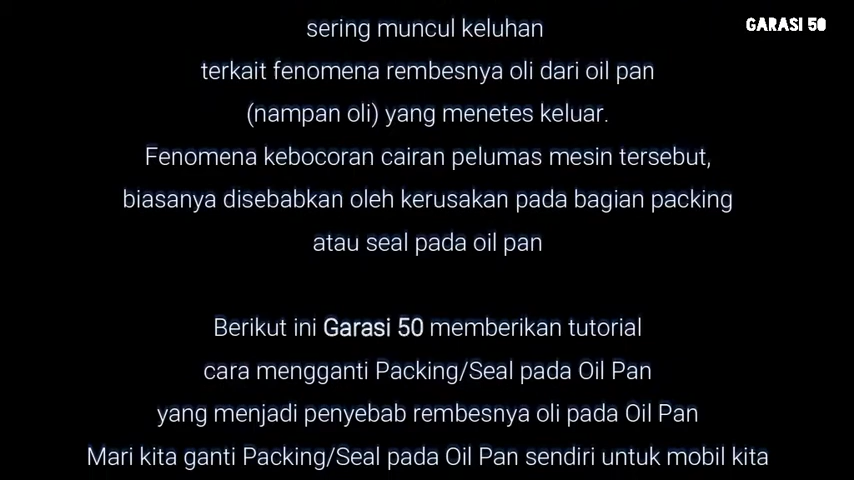 GARASI 50
sering muncul keluhan
terkait fenomena rembesnya oli dari oil pan
(nampan oli) yang menetes keluar.
Fenomena kebocoran cairan pelumas mesin tersebut,
biasanya disebabkan oleh kerusakan pada bagian packing
atau seal pada oil pan
Berikut ini Garasi 50 memberikan tutorial
cara mengganti Packing/Seal pada Oil Pan
yang menjadi penyebab rembesnya oli pada Oil Pan
Mari kita ganti Packing/Seal pada Oil Pan sendiri untuk mobil kita